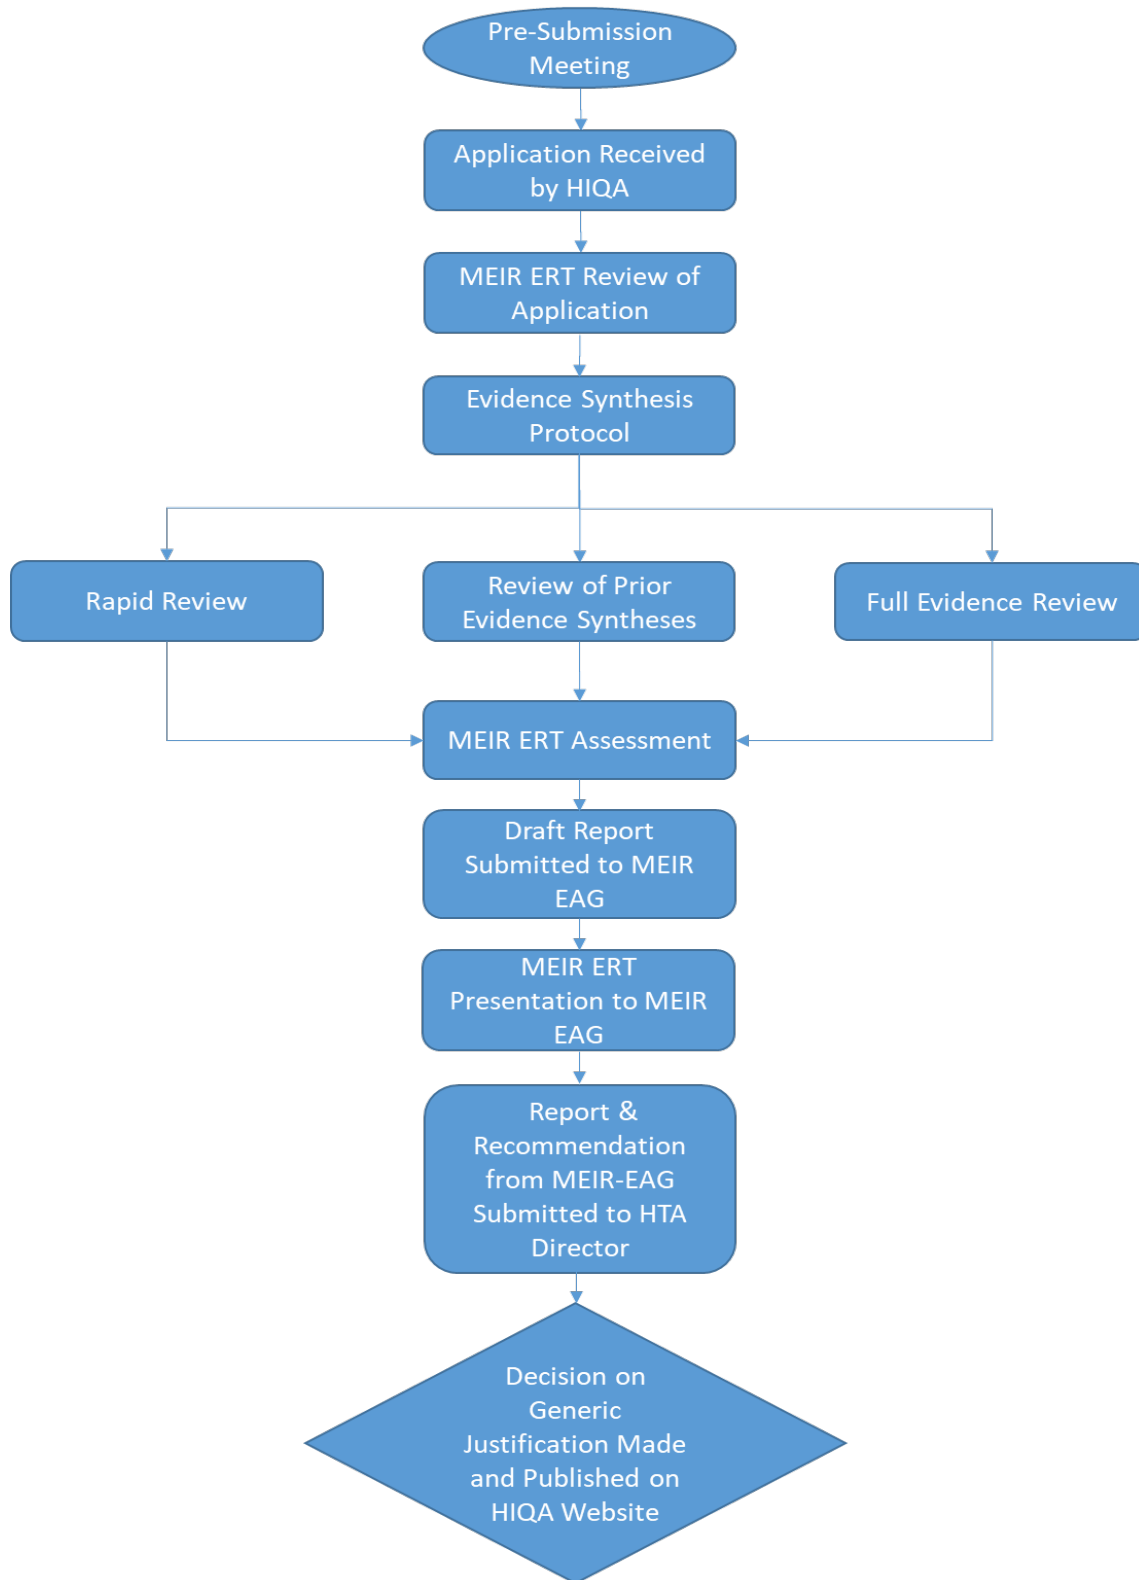 Pre-Submission
Meeting
Application Received
by HIQA
MEIR ERT Review of
Application
Evidence Synthesis
Protocol
Rapid Review
Review of Prior
Evidence Syntheses
Full Evidence Review
MEIR ERT Assessment
Draft Report
Submitted to MEIR
EAG
MEIR ERT
Presentation to MEIR
EAG
Report &
Recommendation
from MEIR-EAG
Submitted to HTA
Director
Decision on
Generic
Justification Made
and Published on
HIQA Website